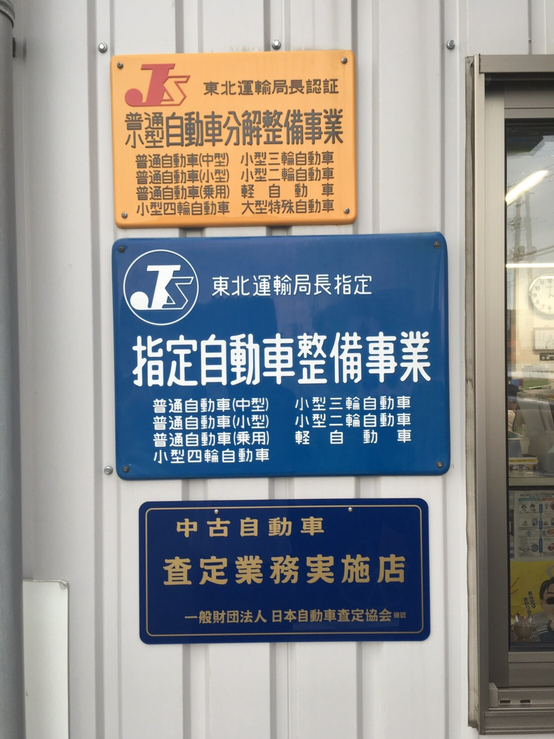 JS 東北運輸局長認証
普通
小型 自動車分解整備事業
普通自動車(中型) 小型三輪自動車
普通自動車(小型) 小型二輪自動車
普通自動車(乗用) 軽自動車
小型四輪自動車 大型特殊自動車
JS 東北運輸局長指定
指定自動車整備事業
普通自動車(中型) 小型三輪自動車
普通自動車(小型) 小型二輪自動車
普通自動車(乗用) 軽自動車
小型四輪自動車
中古自動車
査定業務実施店
一般財団法人 日本自動車査定協会